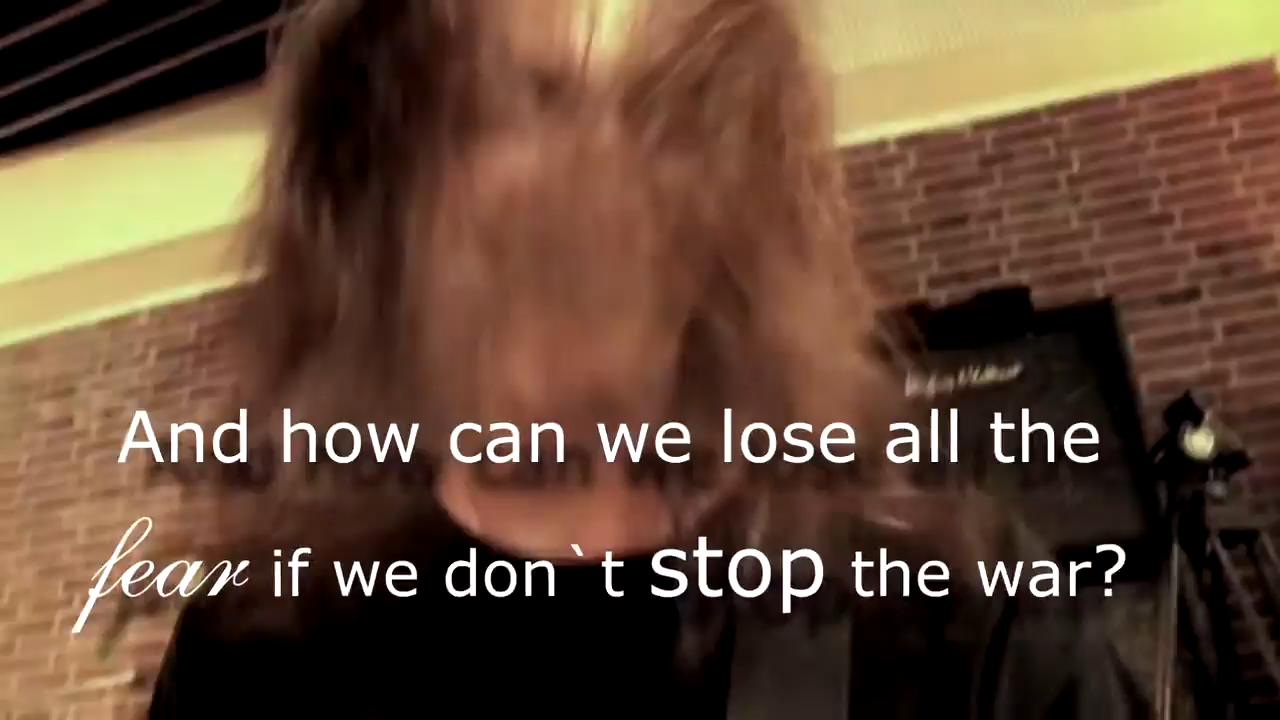 And how can we lose all the
fear if we don`t stop the war?